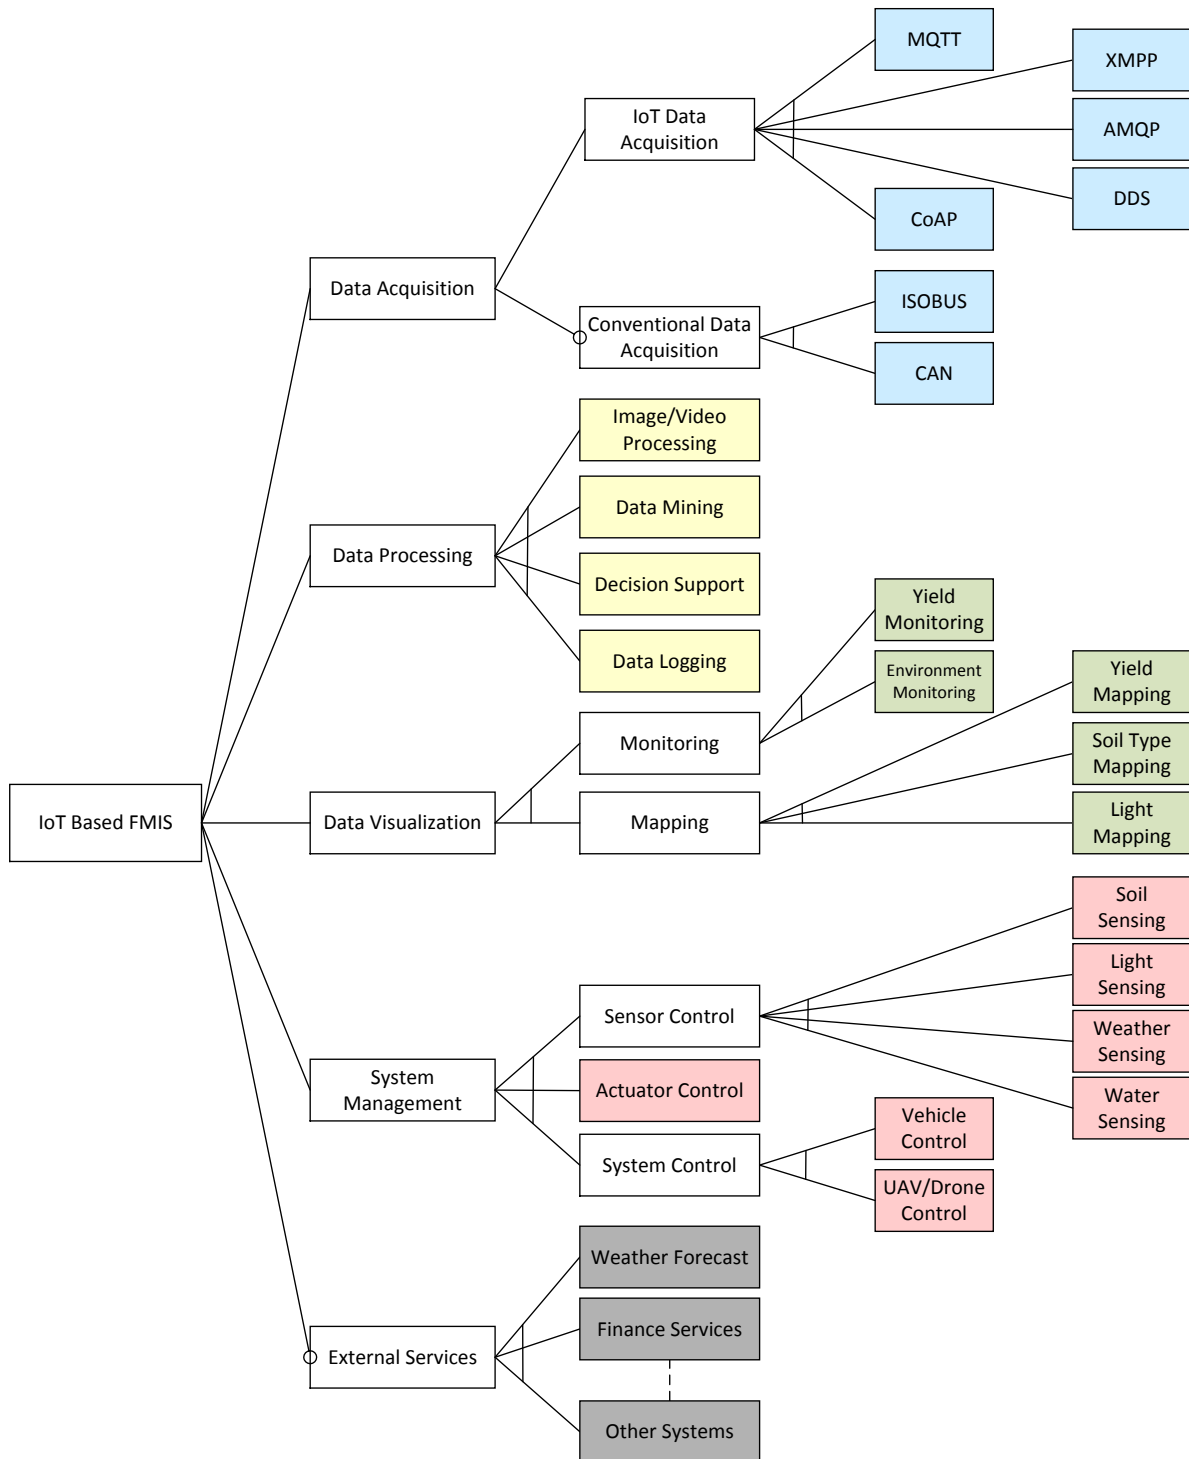 MQTT
XMPP
IoT Data
Acquisition
AMQP
DDS
CoAP
Data Acquisition
ISOBUS
Conventional Data
Acquisition
CAN
Image/Video
Processing
Data Mining
Data Processing
Decision Support
Yield
Monitoring
Data Logging
Environment
Monitoring
Yield
Mapping
Monitoring
Soil Type
Mapping
IoT Based FMIS
Data Visualization
Mapping
Light
Mapping
Soil
Sensing
Light
Sensing
Sensor Control
Weather
Sensing
System
Management
Actuator Control
Water
Sensing
Vehicle
Control
System Control
UAV/Drone
Control
Weather Forecast
Finance Services
External Services
Other Systems